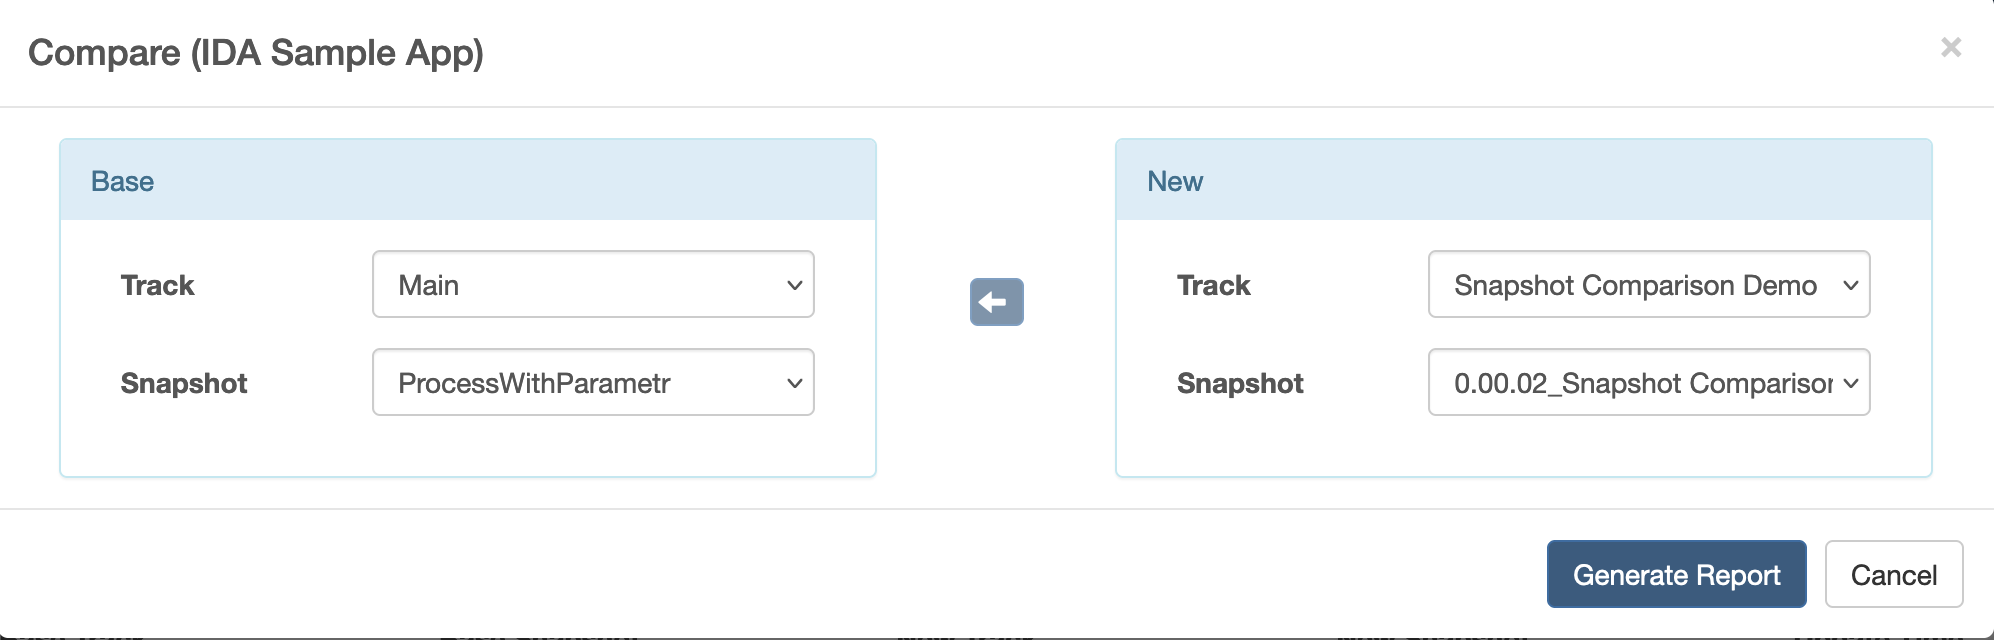 Compare (IDA Sample App)
×
Base
Track
Main
Snapshot
ProcessWithParametr
New
Track
Snapshot Comparison Demo
Snapshot
0.00.02_Snapshot Comparison
Generate Report
Cancel